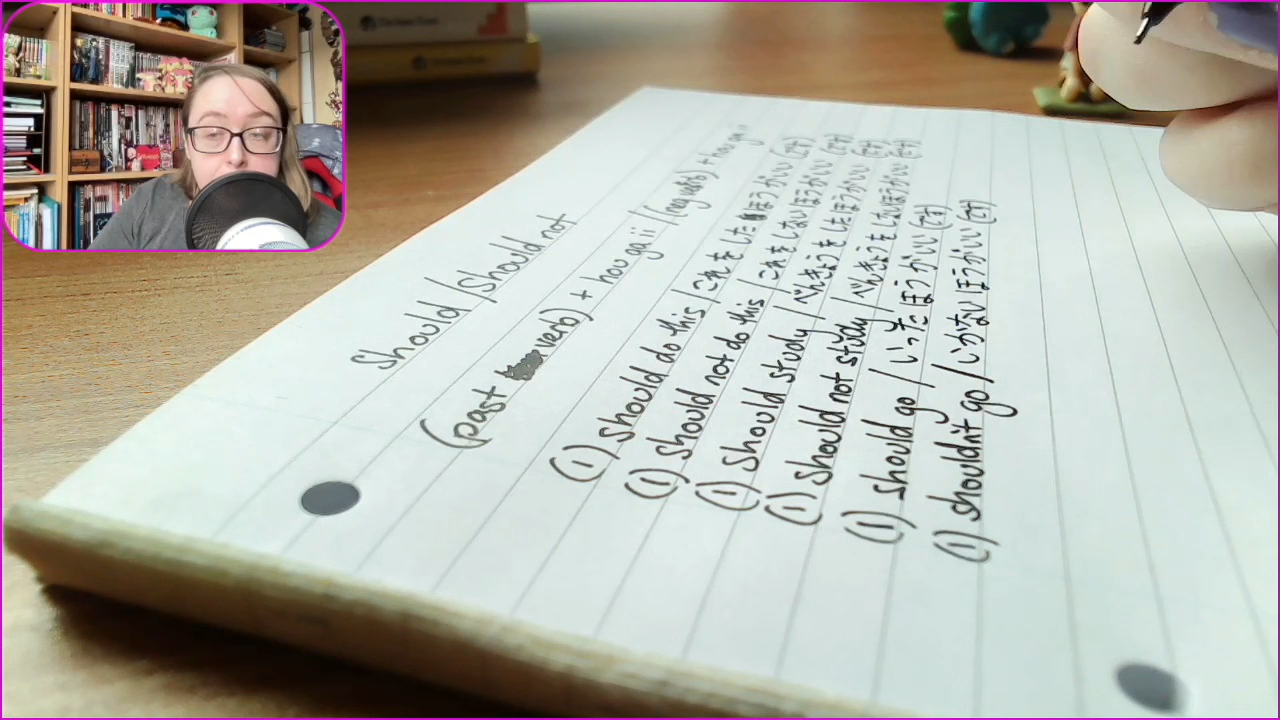 Should / Should not
(past verb) + hou ga ii / (negative) + hou ga ii
(I) should do this / これをしたほうがいい (です)
(I) should not do this / これをしないほうがいい (です)
(I) should study / べんきょうをしたほうがいい (です)
(I) should not study / べんきょうをしないほうがいい (です)
(I) should go / いったほうがいい (です)
(I) shouldn't go / いかないほうがいい (です)